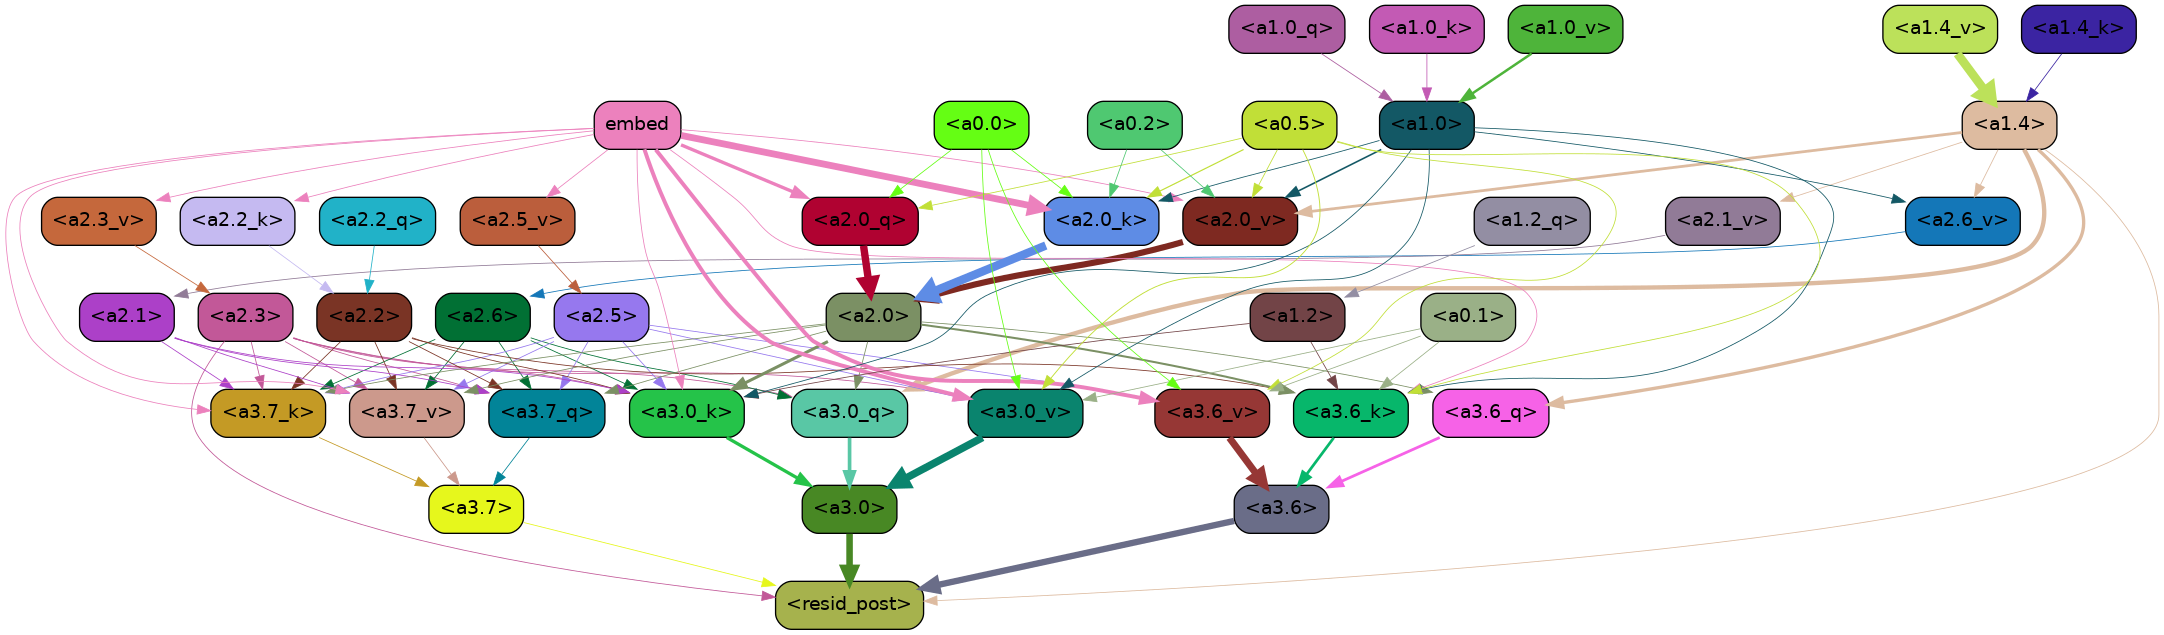 <a1.0_q> <a1.0_k> <a1.0_v> <a1.4_v> <a1.4_k>
embed <a0.0> <a0.2> <a0.5> <a1.0> <a1.4>
<a2.3_v> <a2.2_k> <a2.2_q> <a2.5_v> <a2.0_q> <a2.0_k> <a2.0_v> <a1.2_q> <a2.1_v> <a2.6_v>
<a2.1> <a2.3> <a2.2> <a2.6> <a2.5> <a2.0> <a1.2> <a0.1>
<a3.7_k> <a3.7_v> <a3.7_q> <a3.0_k> <a3.0_q> <a3.0_v> <a3.6_v> <a3.6_k> <a3.6_q>
<a3.7> <a3.0> <a3.6>
<resid_post>